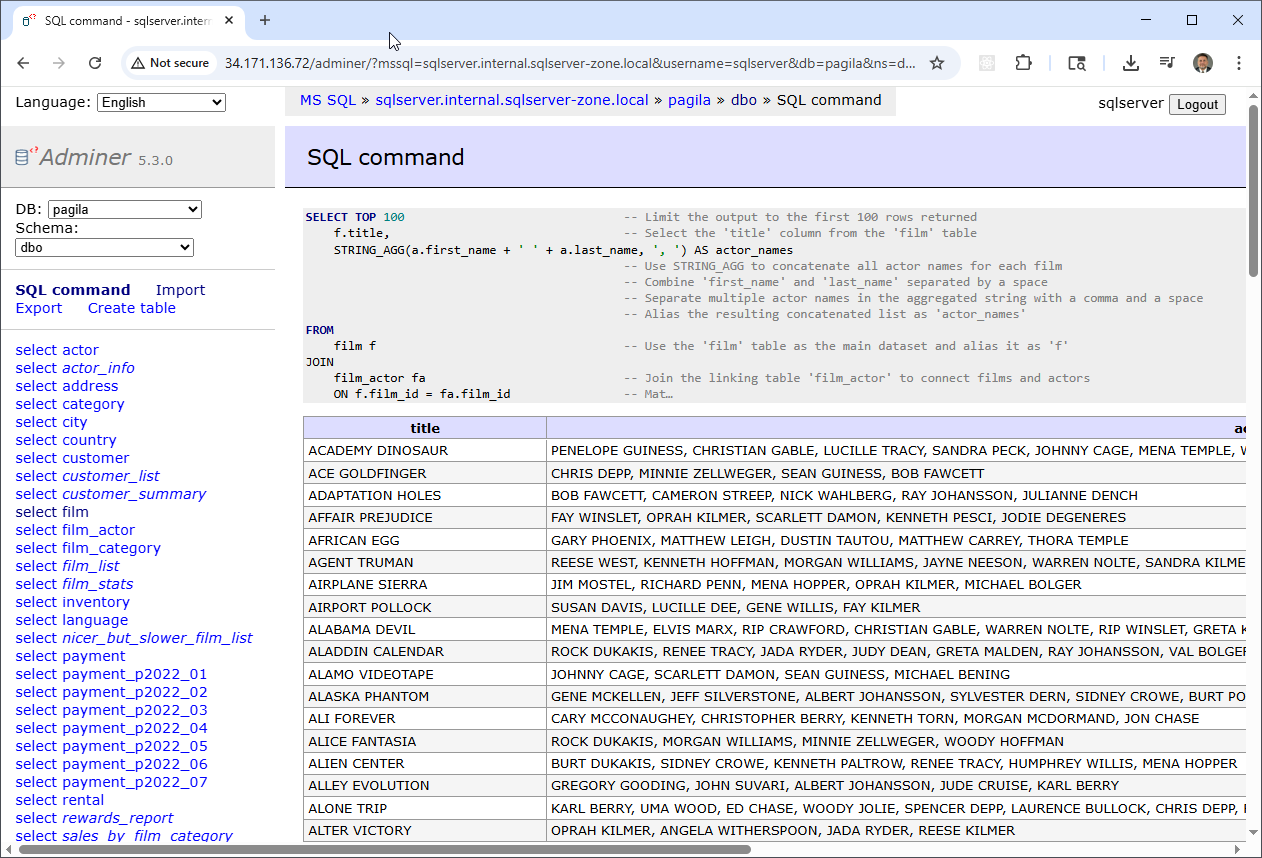 SQL command - sqlserver.intern
Not secure
34.171.136.72/adminer/?mssql=sqlserver.internal.sqlserver-zone.local&username=sqlserver&db=pagila&ns=d...
Language: English
MS SQL » sqlserver.internal.sqlserver-zone.local » pagila » dbo » SQL command
sqlserver Logout
Adminer 5.3.0
DB: pagila
Schema:
dbo
SQL command Import
Export Create table
select actor
select actor_info
select address
select category
select city
select country
select customer
select customer_list
select customer_summary
select film
select film_actor
select film_category
select film_list
select film_stats
select inventory
select language
select nicer_but_slower_film_list
select payment
select payment_p2022_01
select payment_p2022_02
select payment_p2022_03
select payment_p2022_04
select payment_p2022_05
select payment_p2022_06
select payment_p2022_07
select rental
select rewards_report
select sales_by_film_category
SQL command
SELECT TOP 100 -- Limit the output to the first 100 rows returned
f.title, -- Select the 'title' column from the 'film' table
STRING_AGG(a.first_name + ' ' + a.last_name, ', ') AS actor_names
-- Use STRING_AGG to concatenate all actor names for each film
-- Combine 'first_name' and 'last_name' separated by a space
-- Separate multiple actor names in the aggregated string with a comma and a space
-- Alias the resulting concatenated list as 'actor_names'
FROM
film f -- Use the 'film' table as the main dataset and alias it as 'f'
JOIN
film_actor fa -- Join the linking table 'film_actor' to connect films and actors
ON f.film_id = fa.film_id -- Mat…
title
ACADEMY DINOSAUR PENELOPE GUINESS, CHRISTIAN GABLE, LUCILLE TRACY, SANDRA PECK, JOHNNY CAGE, MENA TEMPLE,
ACE GOLDFINGER CHRIS DEPP, MINNIE ZELLWEGER, SEAN GUINESS, BOB FAWCETT
ADAPTATION HOLES BOB FAWCETT, CAMERON STREEP, NICK WAHLBERG, RAY JOHANSSON, JULIANNE DENCH
AFFAIR PREJUDICE FAY WINSLET, OPRAH KILMER, SCARLETT DAMON, KENNETH PESCI, JODIE DEGENERES
AFRICAN EGG GARY PHOENIX, MATTHEW LEIGH, DUSTIN TAUTOU, MATTHEW CARREY, THORA TEMPLE
AGENT TRUMAN REESE WEST, KENNETH HOFFMAN, MORGAN WILLIAMS, JAYNE NEESON, WARREN NOLTE, SANDRA KILME
AIRPLANE SIERRA JIM MOSTEL, RICHARD PENN, MENA HOPPER, OPRAH KILMER, MICHAEL BOLGER
AIRPORT POLLOCK SUSAN DAVIS, LUCILLE DEE, GENE WILLIS, FAY KILMER
ALABAMA DEVIL MENA TEMPLE, ELVIS MARX, RIP CRAWFORD, CHRISTIAN GABLE, WARREN NOLTE, RIP WINSLET, GRETA
ALADDIN CALENDAR ROCK DUKAKIS, RENEE TRACY, JADA RYDER, JUDY DEAN, GRETA MALDEN, RAY JOHANSSON, VAL BOLGER
ALAMO VIDEOTAPE JOHNNY CAGE, SCARLETT DAMON, SEAN GUINESS, MICHAEL BENING
ALASKA PHANTOM GENE MCKELLEN, JEFF SILVERSTONE, ALBERT JOHANSSON, SYLVESTER DERN, SIDNEY CROWE, BURT PO
ALI FOREVER CARY MCCONAUGHEY, CHRISTOPHER BERRY, KENNETH TORN, MORGAN MCDORMAND, JON CHASE
ALICE FANTASIA ROCK DUKAKIS, MORGAN WILLIAMS, MINNIE ZELLWEGER, WOODY HOFFMAN
ALIEN CENTER BURT DUKAKIS, SIDNEY CROWE, KENNETH PALTROW, RENEE TRACY, HUMPHREY WILLIS, MENA HOPPER
ALLEY EVOLUTION GREGORY GOODING, JOHN SUVARI, ALBERT JOHANSSON, JUDE CRUISE, KARL BERRY
ALONE TRIP KARL BERRY, UMA WOOD, ED CHASE, WOODY JOLIE, SPENCER DEPP, LAURENCE BULLOCK, CHRIS DEPP,
ALTER VICTORY OPRAH KILMER, ANGELA WITHERSPOON, JADA RYDER, REESE KILMER